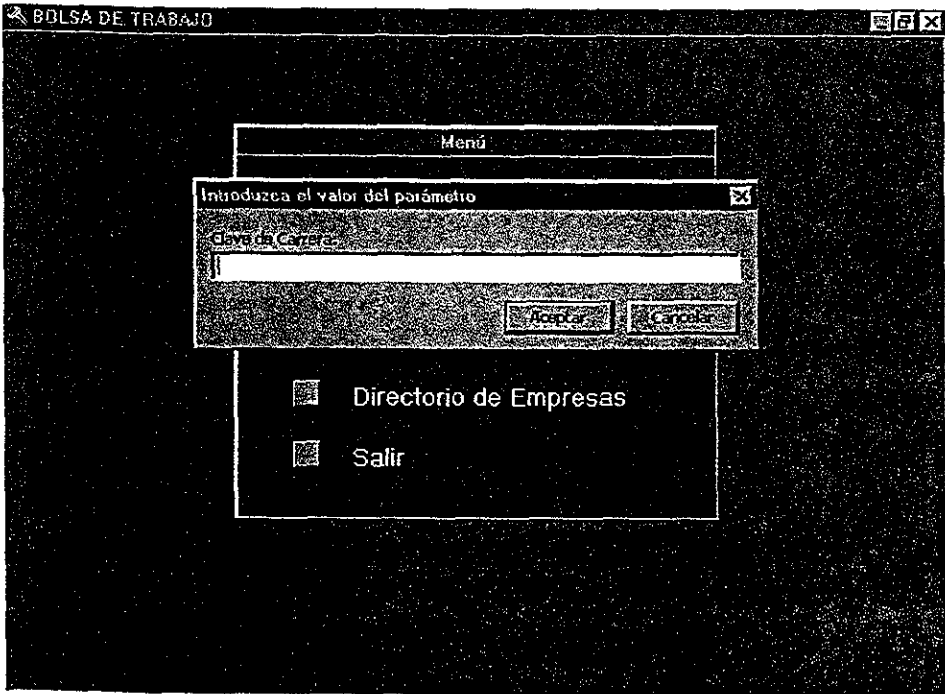 BOLSA DE TRABAJO
Menú
Introduzca el valor del parámetro
Clave de Carrera:
Aceptar
Cancelar
Directorio de Empresas
Salir